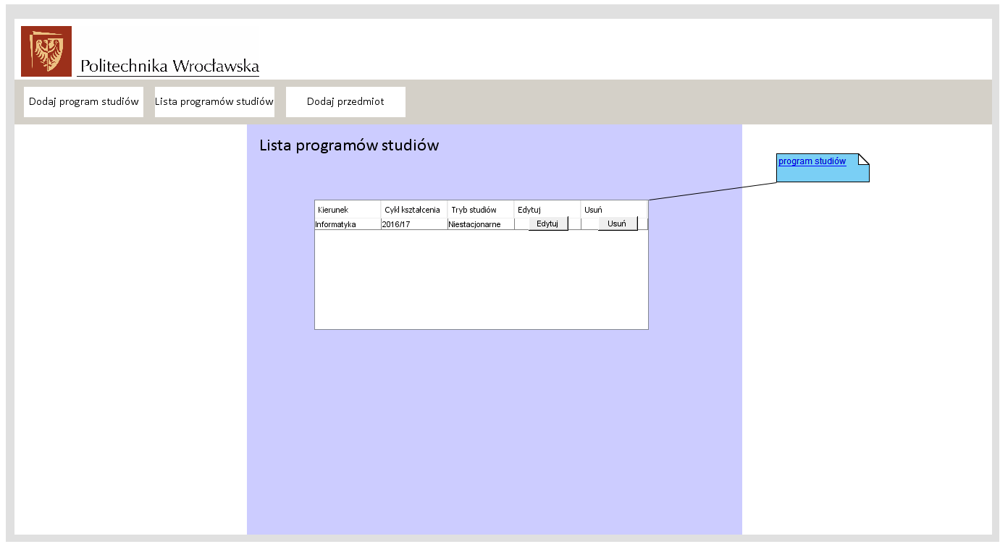 Politechnika Wrocławska
Dodaj program studiów Lista programów studiów Dodaj przedmiot
Lista programów studiów
program studiów
Kierunek Cykl kształcenia Tryb studiów Edytuj Usuń
Informatyka 2016/17 Niestacjonarne Edytuj Usuń